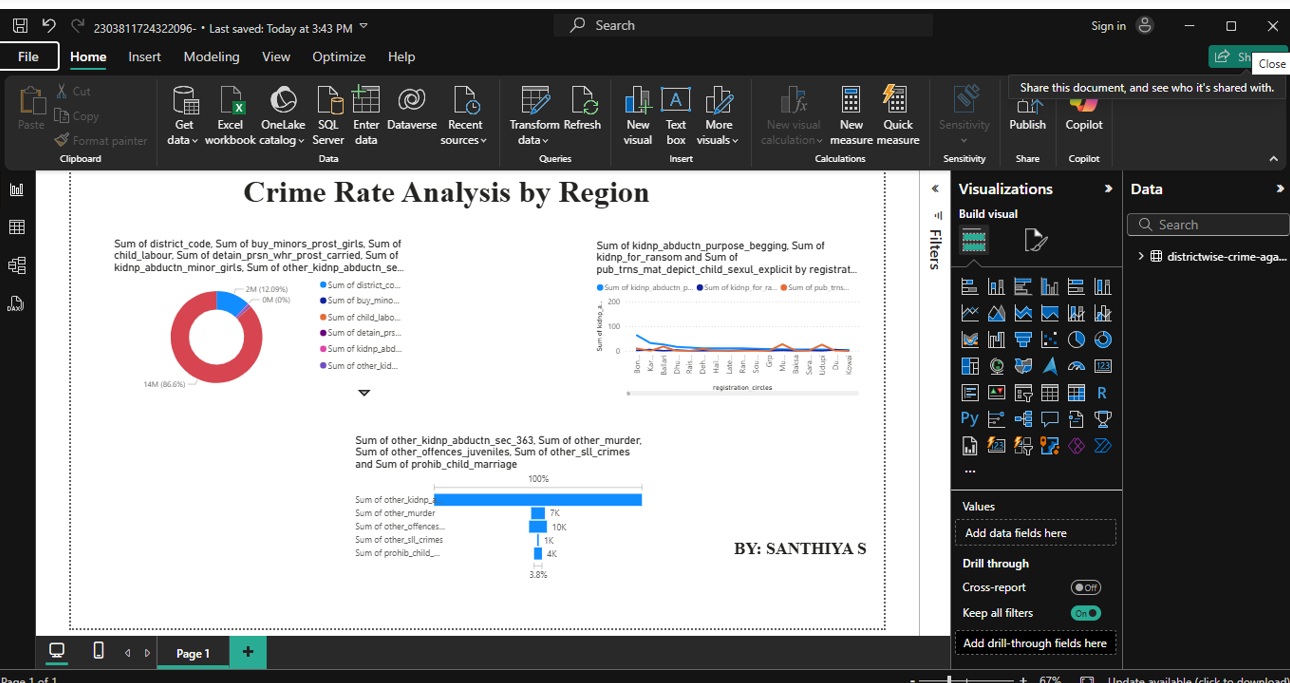 2303811724322096- • Last saved: Today at 3:43 PM
Search
Sign in
File Home Insert Modeling View Optimize Help
Close
Share this document, and see who it's shared with.
Paste
Cut
Copy
Format painter
Clipboard
Get data
Excel workbook
OneLake catalog
SQL Server
Enter data
Dataverse
Recent sources
Data
Transform data
Refresh
Queries
New visual
Text box
More visuals
Insert
New visual calculation
New measure
Quick measure
Calculations
Sensitivity
Sensitivity
Publish
Share
Copilot
Copilot
Crime Rate Analysis by Region
Sum of district_code, Sum of buy_minors_prost_girls, Sum of
child_labour, Sum of detain_prsn_whr_prost_carried, Sum of
kidnp_abductn_minor_girls, Sum of other_kidnp_abductn_se...
2M (12.09%)
0M (0%)
14M (86.6%)
Sum of district_co...
Sum of buy_mino...
Sum of child_labo...
Sum of detain_prs...
Sum of kidnp_abd...
Sum of other_kid...
Sum of kidnp_abductn_purpose_begging, Sum of
kidnp_for_ransom and Sum of
pub_trns_mat_depict_child_sexul_explicit by registrat...
Sum of kidnp_abductn_p... Sum of kidnp_for_ra... Sum of pub_trns...
Sum of kidnp_a...
200
100
0
Bon...
Kar...
Ballari
Dhu...
Rais...
Deh...
Hail...
Late...
Ran...
Sou...
Grp
Mu...
Baksa
Sara...
Udupi
Du...
Kowai
registration_circles
Sum of other_kidnp_abductn_sec_363, Sum of other_murder,
Sum of other_offences_juveniles, Sum of other_sll_crimes
and Sum of prohib_child_marriage
100%
Sum of other_kidnp_a
Sum of other_murder 7K
Sum of other_offences... 10K
Sum of other_sll_crimes 1K
Sum of prohib_child_... 4K
3.8%
BY: SANTHIYA S
Filters
Visualizations
Build visual
123
R
Py
123
...
Values
Add data fields here
Drill through
Cross-report
Off
Keep all filters
On
Add drill-through fields here
Data
Search
districtwise-crime-aga...
Page 1
Page 1 of 1
67%
Update available (click to download)